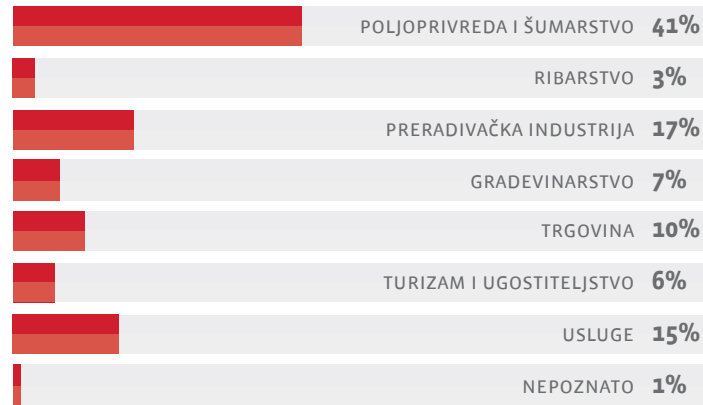 POLJOPRIVREDA I ŠUMARSTVO 41%
RIBARSTVO 3%
PRERADIVAČKA INDUSTRIJA 17%
GRADEVINARSTVO 7%
TRGOVINA 10%
TURIZAM I UGOSTITELJSTVO 6%
USLUGE 15%
NEPOZNATO 1%